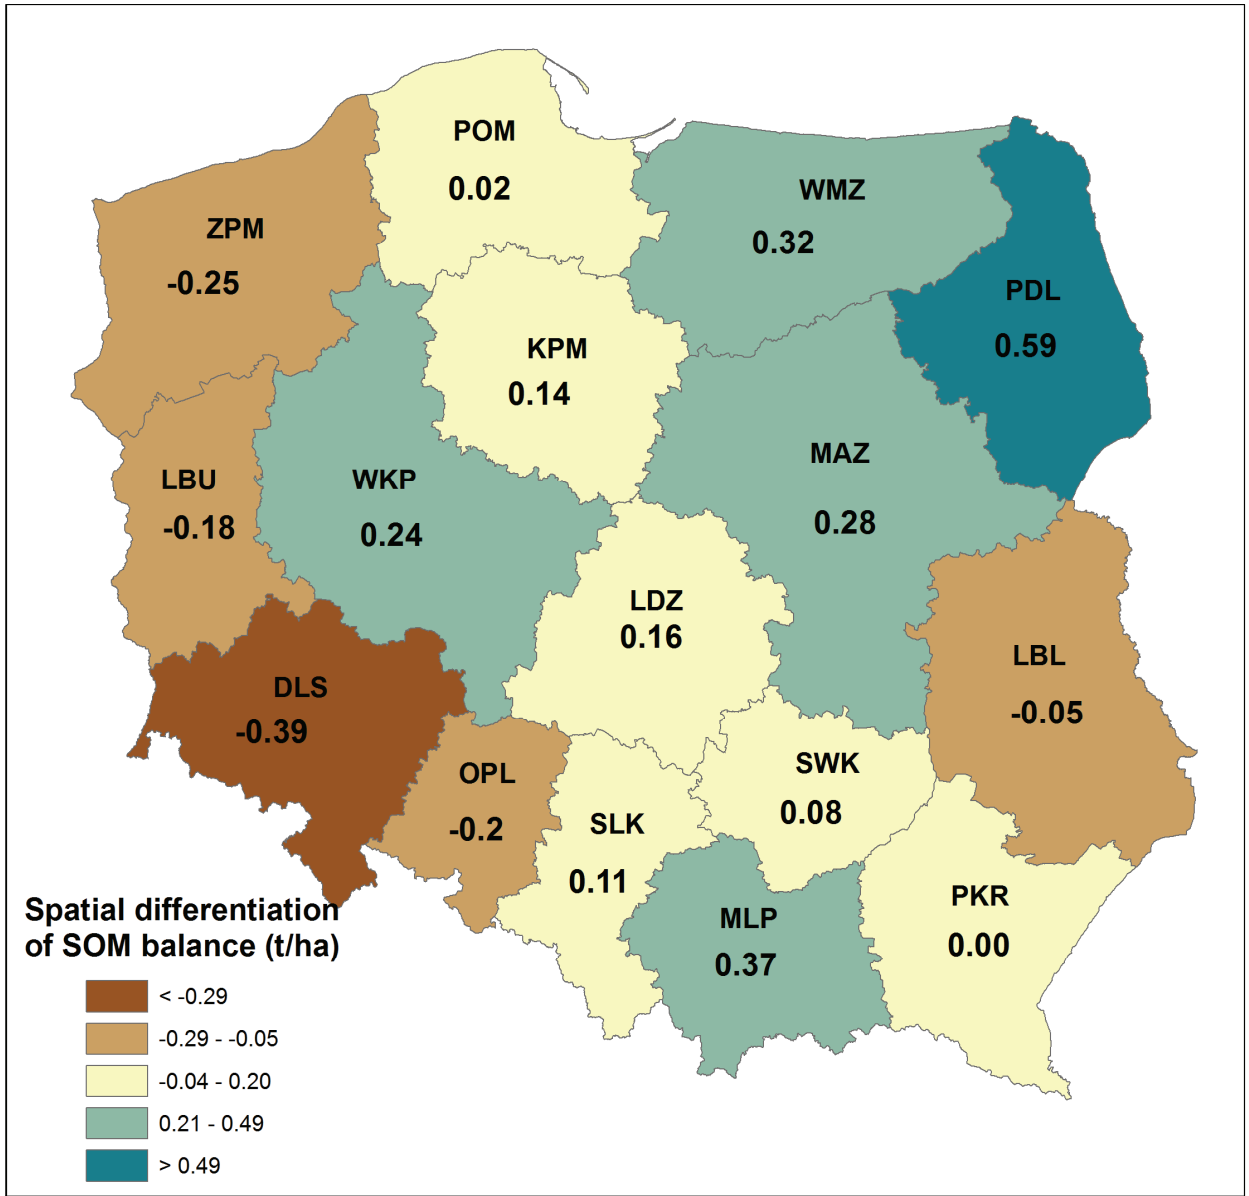 POM
0.02
WMZ
0.32
ZPM
-0.25
PDL
0.59
KPM
0.14
MAZ
0.28
LBU
-0.18
WKP
0.24
LDZ
0.16
LBL
-0.05
DLS
-0.39
OPL
-0.2
SWK
0.08
SLK
0.11
MLP
0.37
PKR
0.00
Spatial differentiation
of SOM balance (t/ha)
< -0.29
-0.29 - -0.05
-0.04 - 0.20
0.21 - 0.49
> 0.49